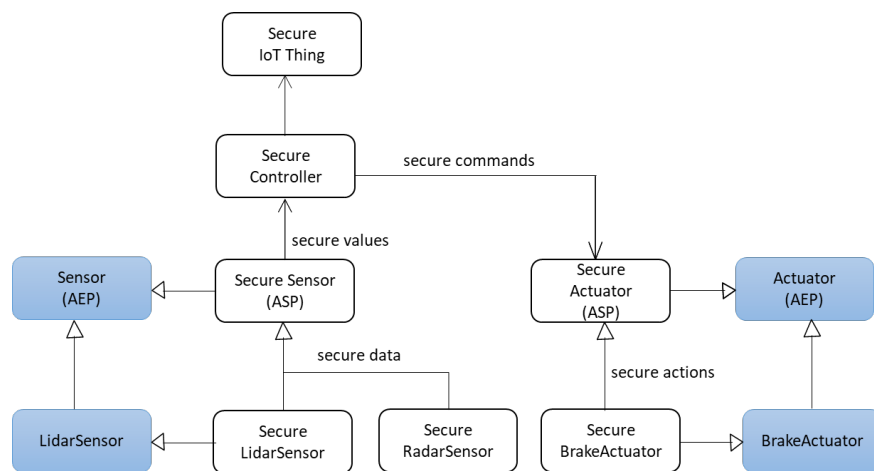 Secure
IoT Thing
Secure
Controller
secure commands
secure values
Sensor
(AEP)
Secure Sensor
(ASP)
Secure
Actuator
(ASP)
Actuator
(AEP)
secure data
secure actions
LidarSensor
Secure
LidarSensor
Secure
RadarSensor
Secure
BrakeActuator
BrakeActuator